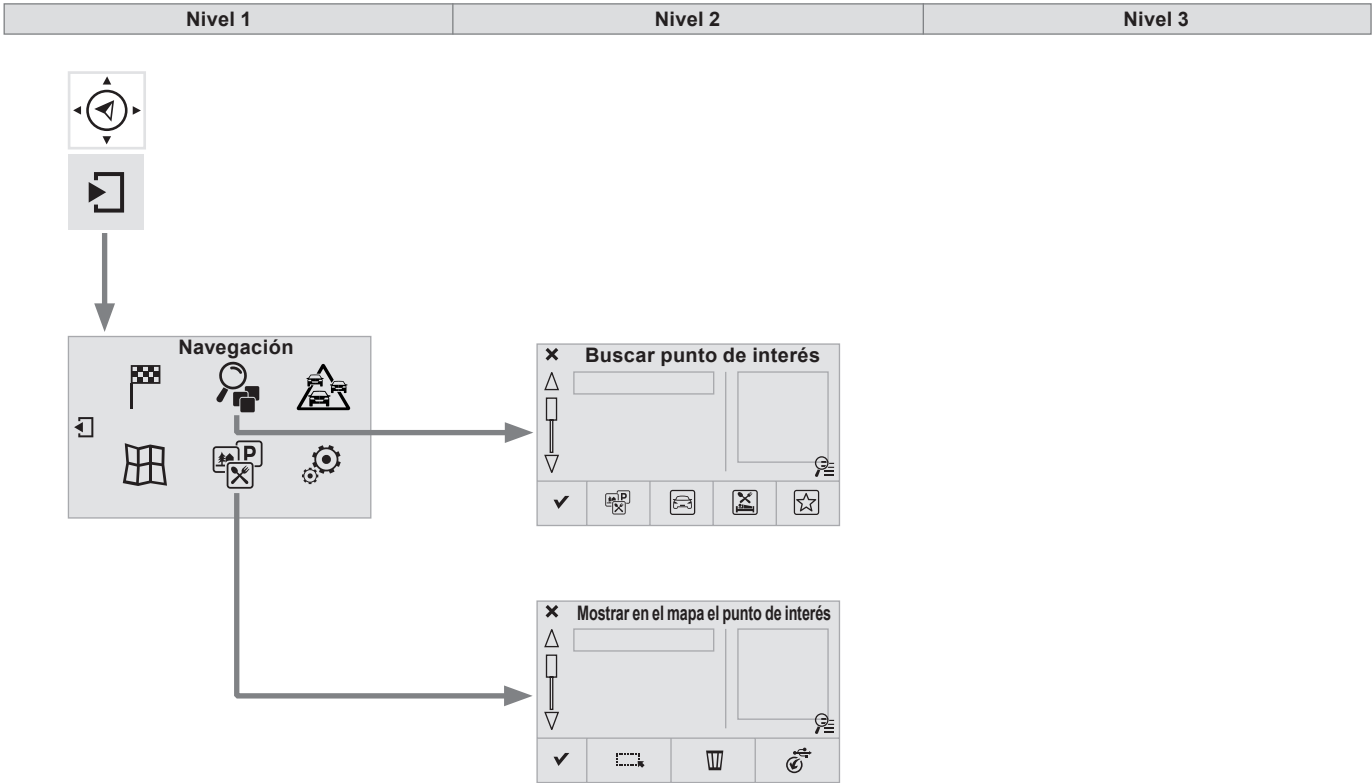 Nivel 1
Nivel 2
Nivel 3
Navegación
P
Buscar punto de interés
P
Mostrar en el mapa el punto de interés